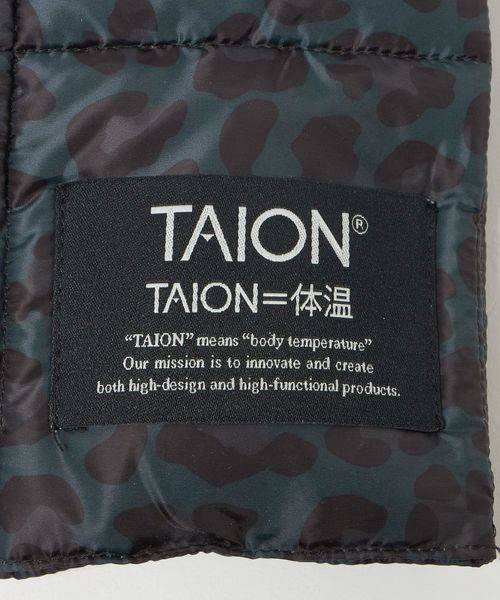 TAION®
TAION=体温
“TAION” means “body temperature”
Our mission is to innovate and create
both high-design and high-functional products.